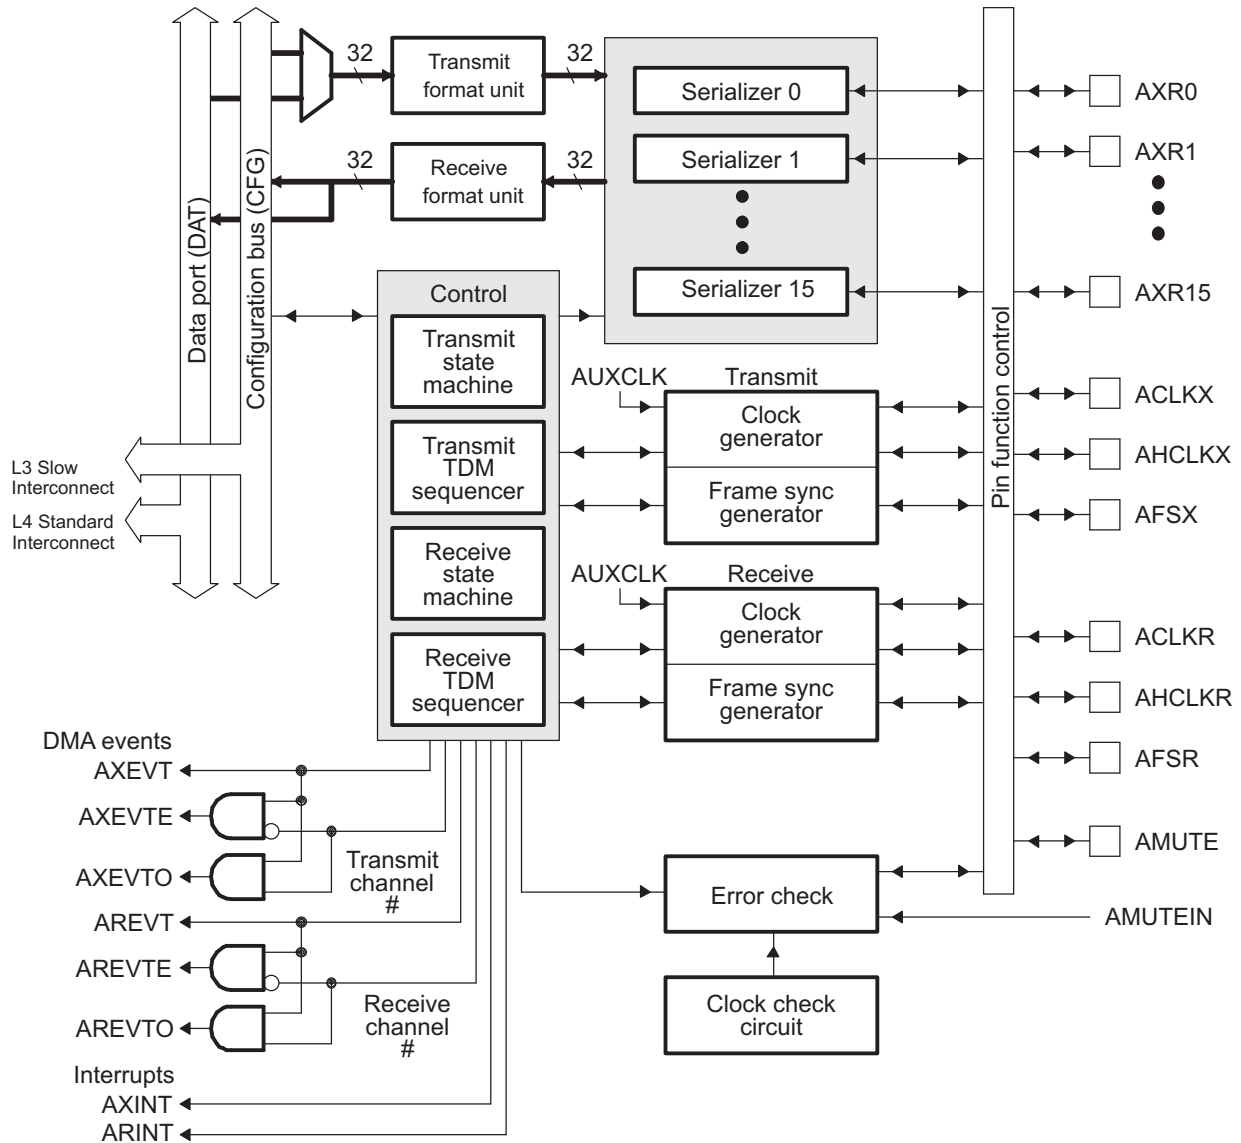 32
Transmit
format unit
32
Serializer 0
AXR0
32
Receive
format unit
32
Serializer 1
AXR1
Serializer 15
AXR15
Data port (DAT)
Configuration bus (CFG)
L3 Slow
Interconnect
L4 Standard
Interconnect
Control
Transmit
state
machine
Transmit
TDM
sequencer
Receive
state
machine
Receive
TDM
sequencer
AUXCLK
Transmit
Clock
generator
Frame sync
generator
AUXCLK
Receive
Clock
generator
Frame sync
generator
Pin function control
ACLKX
AHCLKX
AFSX
ACLKR
AHCLKR
AFSR
AMUTE
AMUTEIN
Error check
Clock check
circuit
DMA events
AXEVT
AXEVTE
AXEVTO
Transmit
channel
#
AREVT
AREVTE
AREVTO
Receive
channel
#
Interrupts
AXINT
ARINT